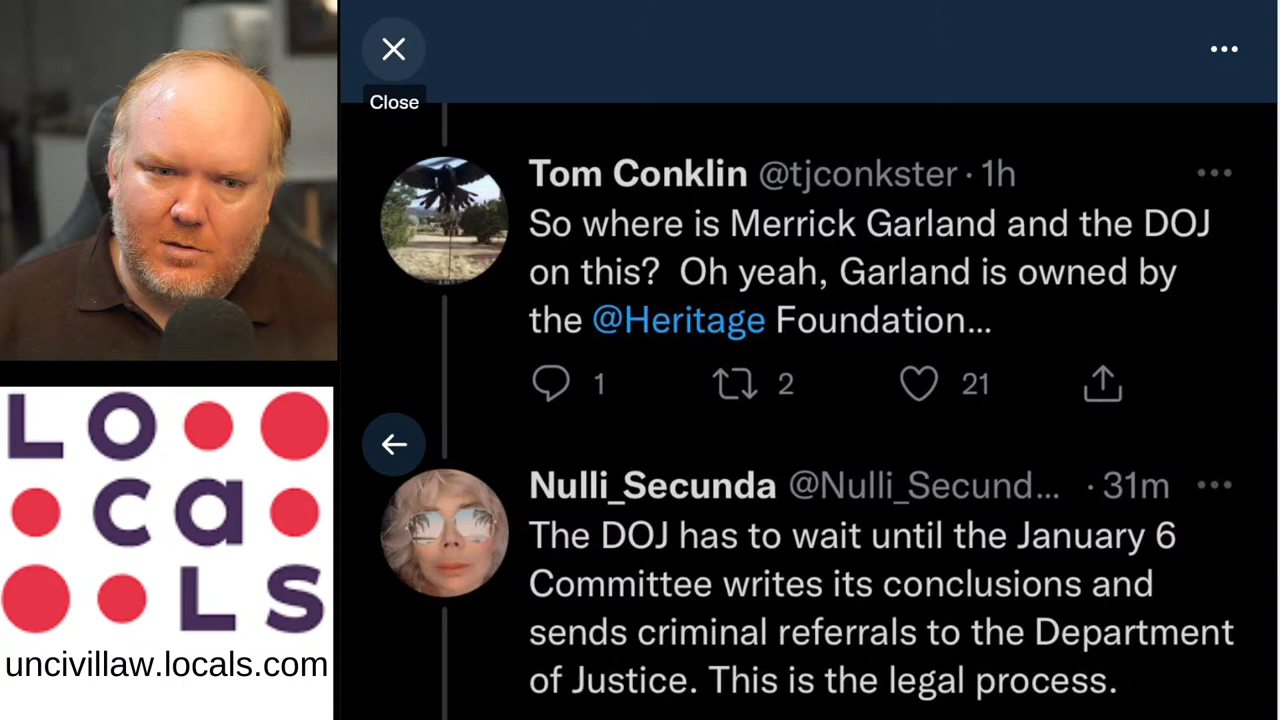 Close
Tom Conklin @tjconkster · 1h
So where is Merrick Garland and the DOJ
on this?  Oh yeah, Garland is owned by
the @Heritage Foundation...
1 2 21
Nulli_Secunda @Nulli_Secund... · 31m
The DOJ has to wait until the January 6
Committee writes its conclusions and
sends criminal referrals to the Department
of Justice. This is the legal process.
LO
ca
LS
uncivillaw.locals.com